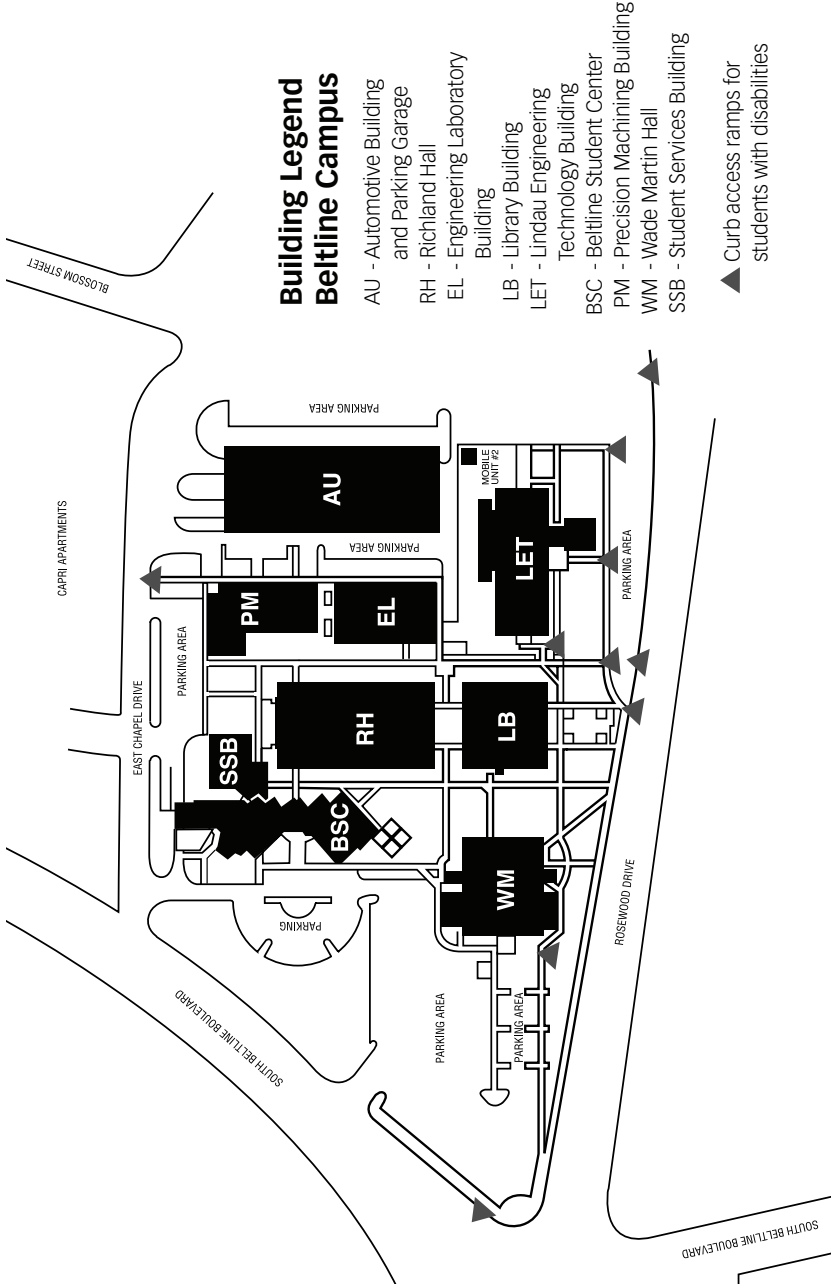 Building Legend
Beltline Campus
AU - Automotive Building
and Parking Garage
RH - Richland Hall
EL - Engineering Laboratory
Building
LB - Library Building
LET - Lindau Engineering
Technology Building
BSC - Beltline Student Center
PM - Precision Machining Building
WM - Wade Martin Hall
SSB - Student Services Building
Curb access ramps for
students with disabilities
BLOSSOM STREET
CAPRI APARTMENTS
EAST CHAPEL DRIVE
PARKING AREA
PARKING AREA
PARKING AREA
AU
MOBILE
UNIT #2
PM
EL
LET
PARKING AREA
SSB
RH
LB
BSC
WM
PARKING
PARKING AREA
PARKING AREA
ROSEWOOD DRIVE
SOUTH BELTLINE BOULEVARD
SOUTH BELTLINE BOULEVARD